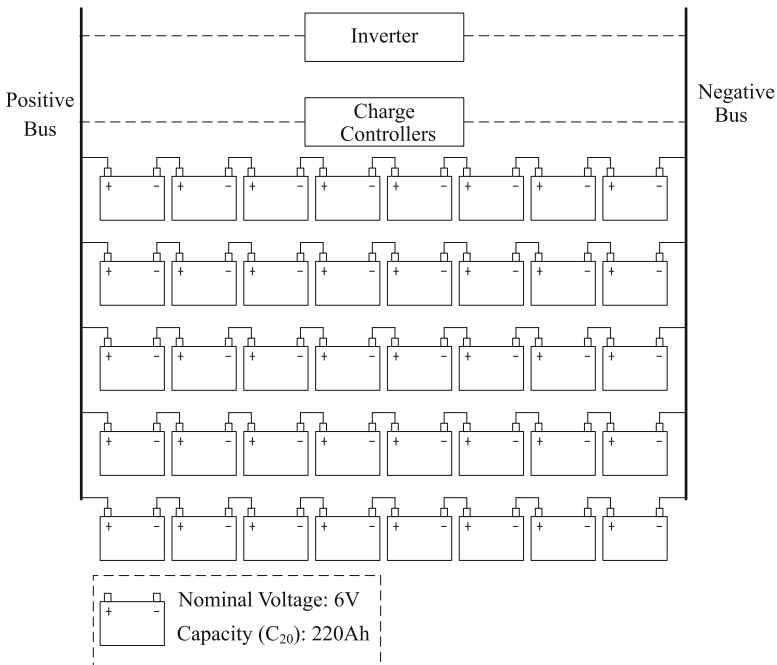 Inverter
Positive
Bus
Negative
Bus
Charge
Controllers
+ - + - + - + - + - + - + - + -
+ - + - + - + - + - + - + - + -
+ - + - + - + - + - + - + - + -
+ - + - + - + - + - + - + - + -
+ - + - + - + - + - + - + - + -
Nominal Voltage: 6V
+ -
Capacity (C₂₀): 220Ah